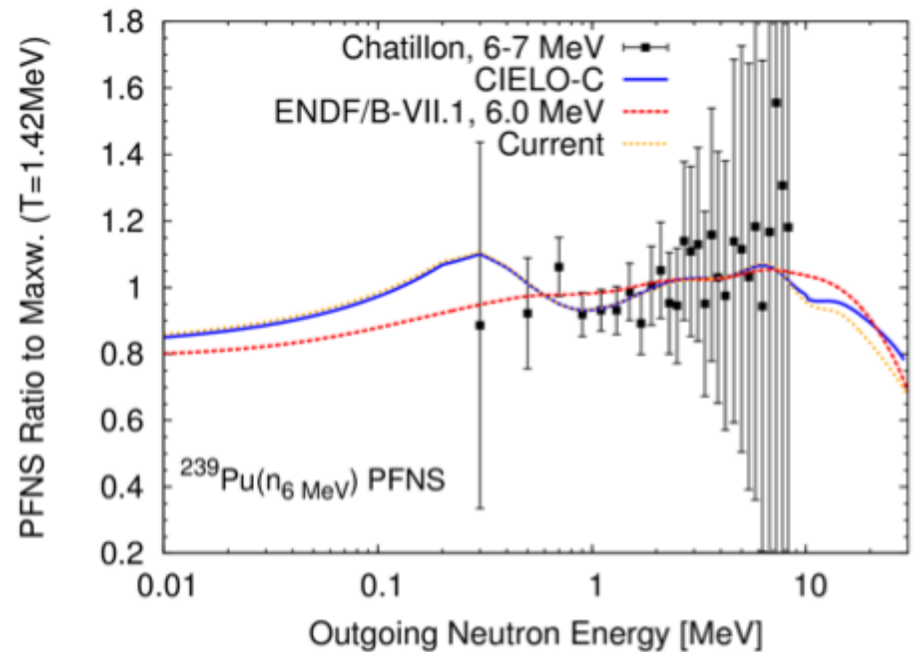 PFNS Ratio to Maxw. (T=1.42MeV)
1.8
1.6
1.4
1.2
1
0.8
0.6
0.4
0.2
Chatillon, 6-7 MeV
CIELO-C
ENDF/B-VII.1, 6.0 MeV
Current
²³⁹Pu(n₆ MeV) PFNS
0.01
0.1
1
10
Outgoing Neutron Energy [MeV]